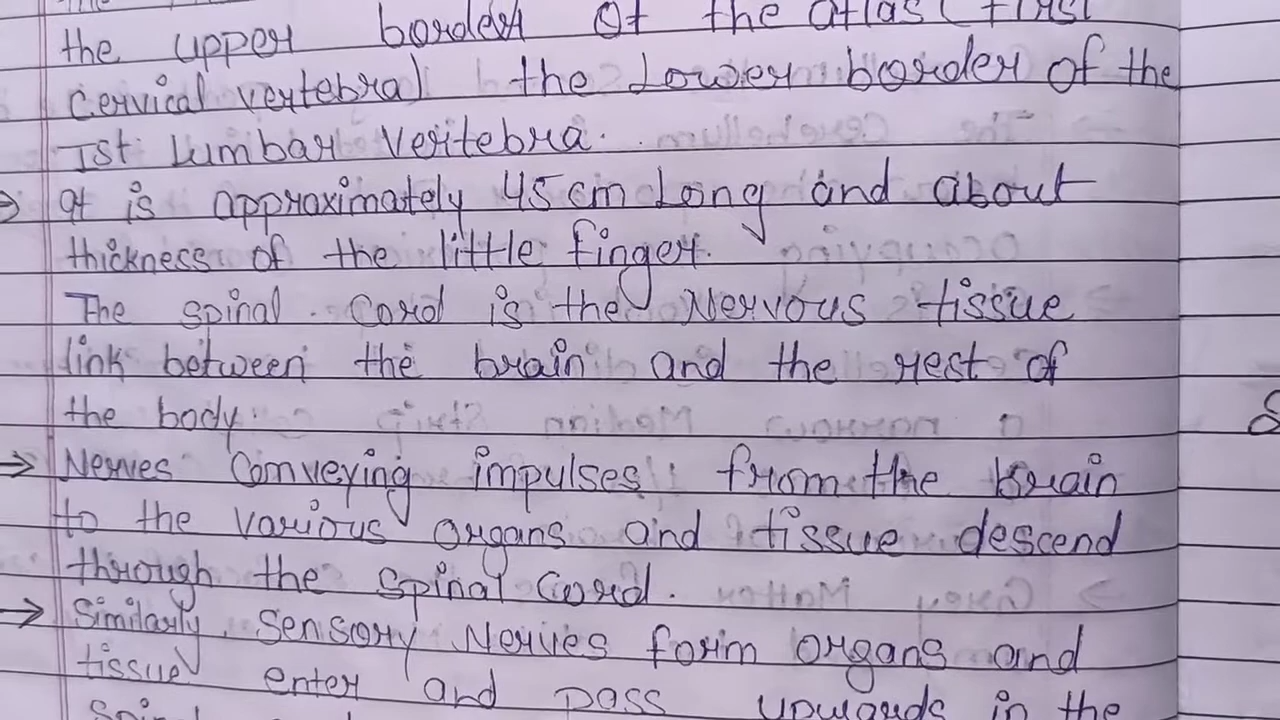 the upper border of the atlas ( first
cervical vertebra) the Lower border of the
Ist Lumbar Veritebra.
→ It is approximately 45 cm Long and about
thickness of the little finger.
The spinal. Cord is the Nervous tissue
link between the brain and the rest of
the body.
→ Nerves Conveying impulses from the brain
to the various organs and tissue descend
through the spinal Cord.
→ Similarly, Sensory Nerves form organs and
tissue enter and pass upwards in the